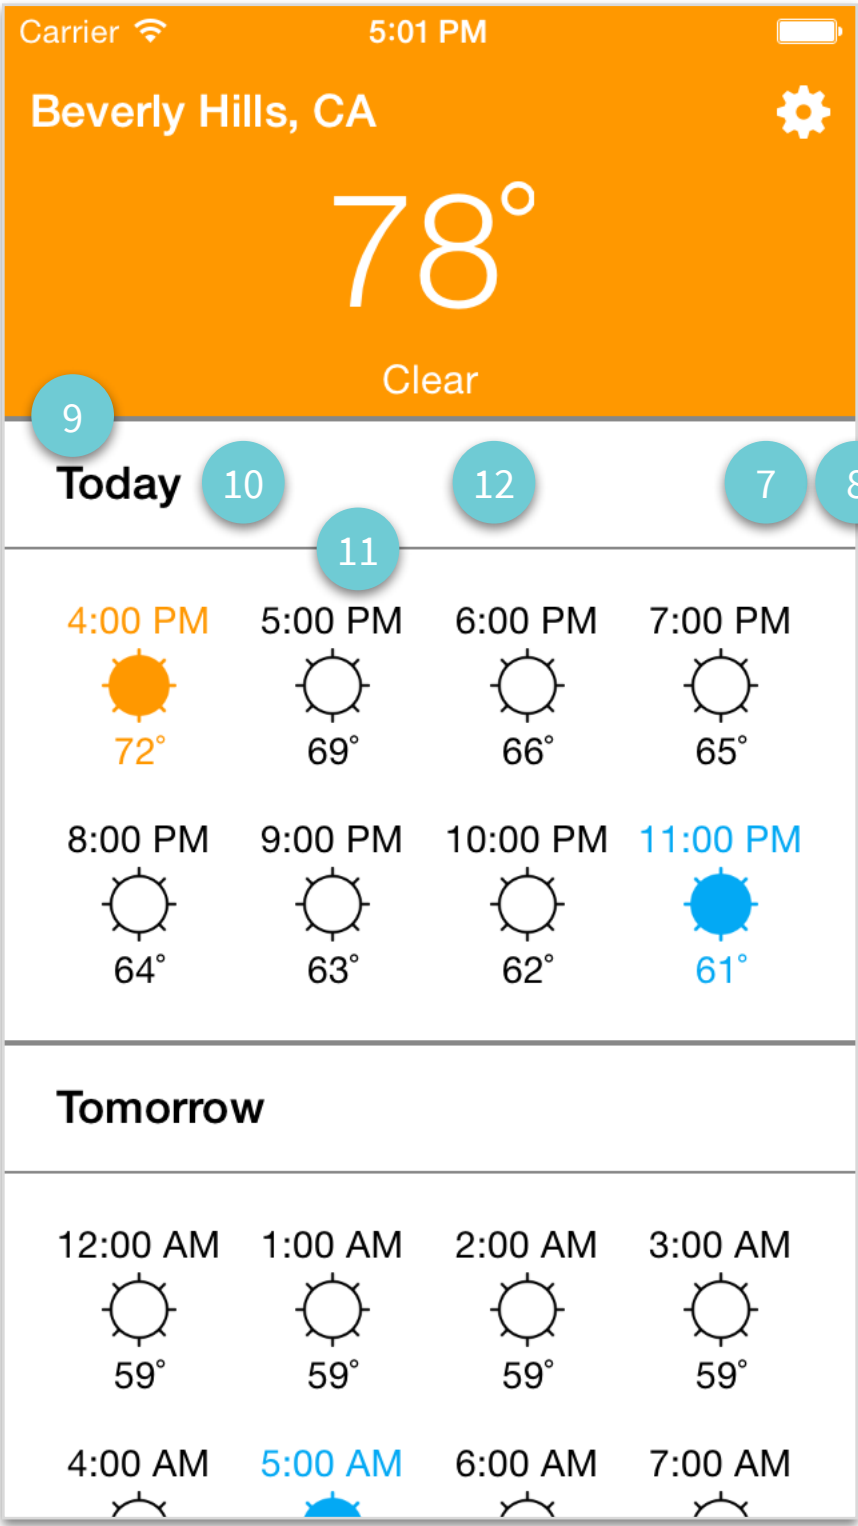 Carrier 5:01 PM
Beverly Hills, CA
78°
Clear
9
Today 10 12 7 8
11
4:00 PM 5:00 PM 6:00 PM 7:00 PM
72° 69° 66° 65°
8:00 PM 9:00 PM 10:00 PM 11:00 PM
64° 63° 62° 61°
Tomorrow
12:00 AM 1:00 AM 2:00 AM 3:00 AM
59° 59° 59° 59°
4:00 AM 5:00 AM 6:00 AM 7:00 AM